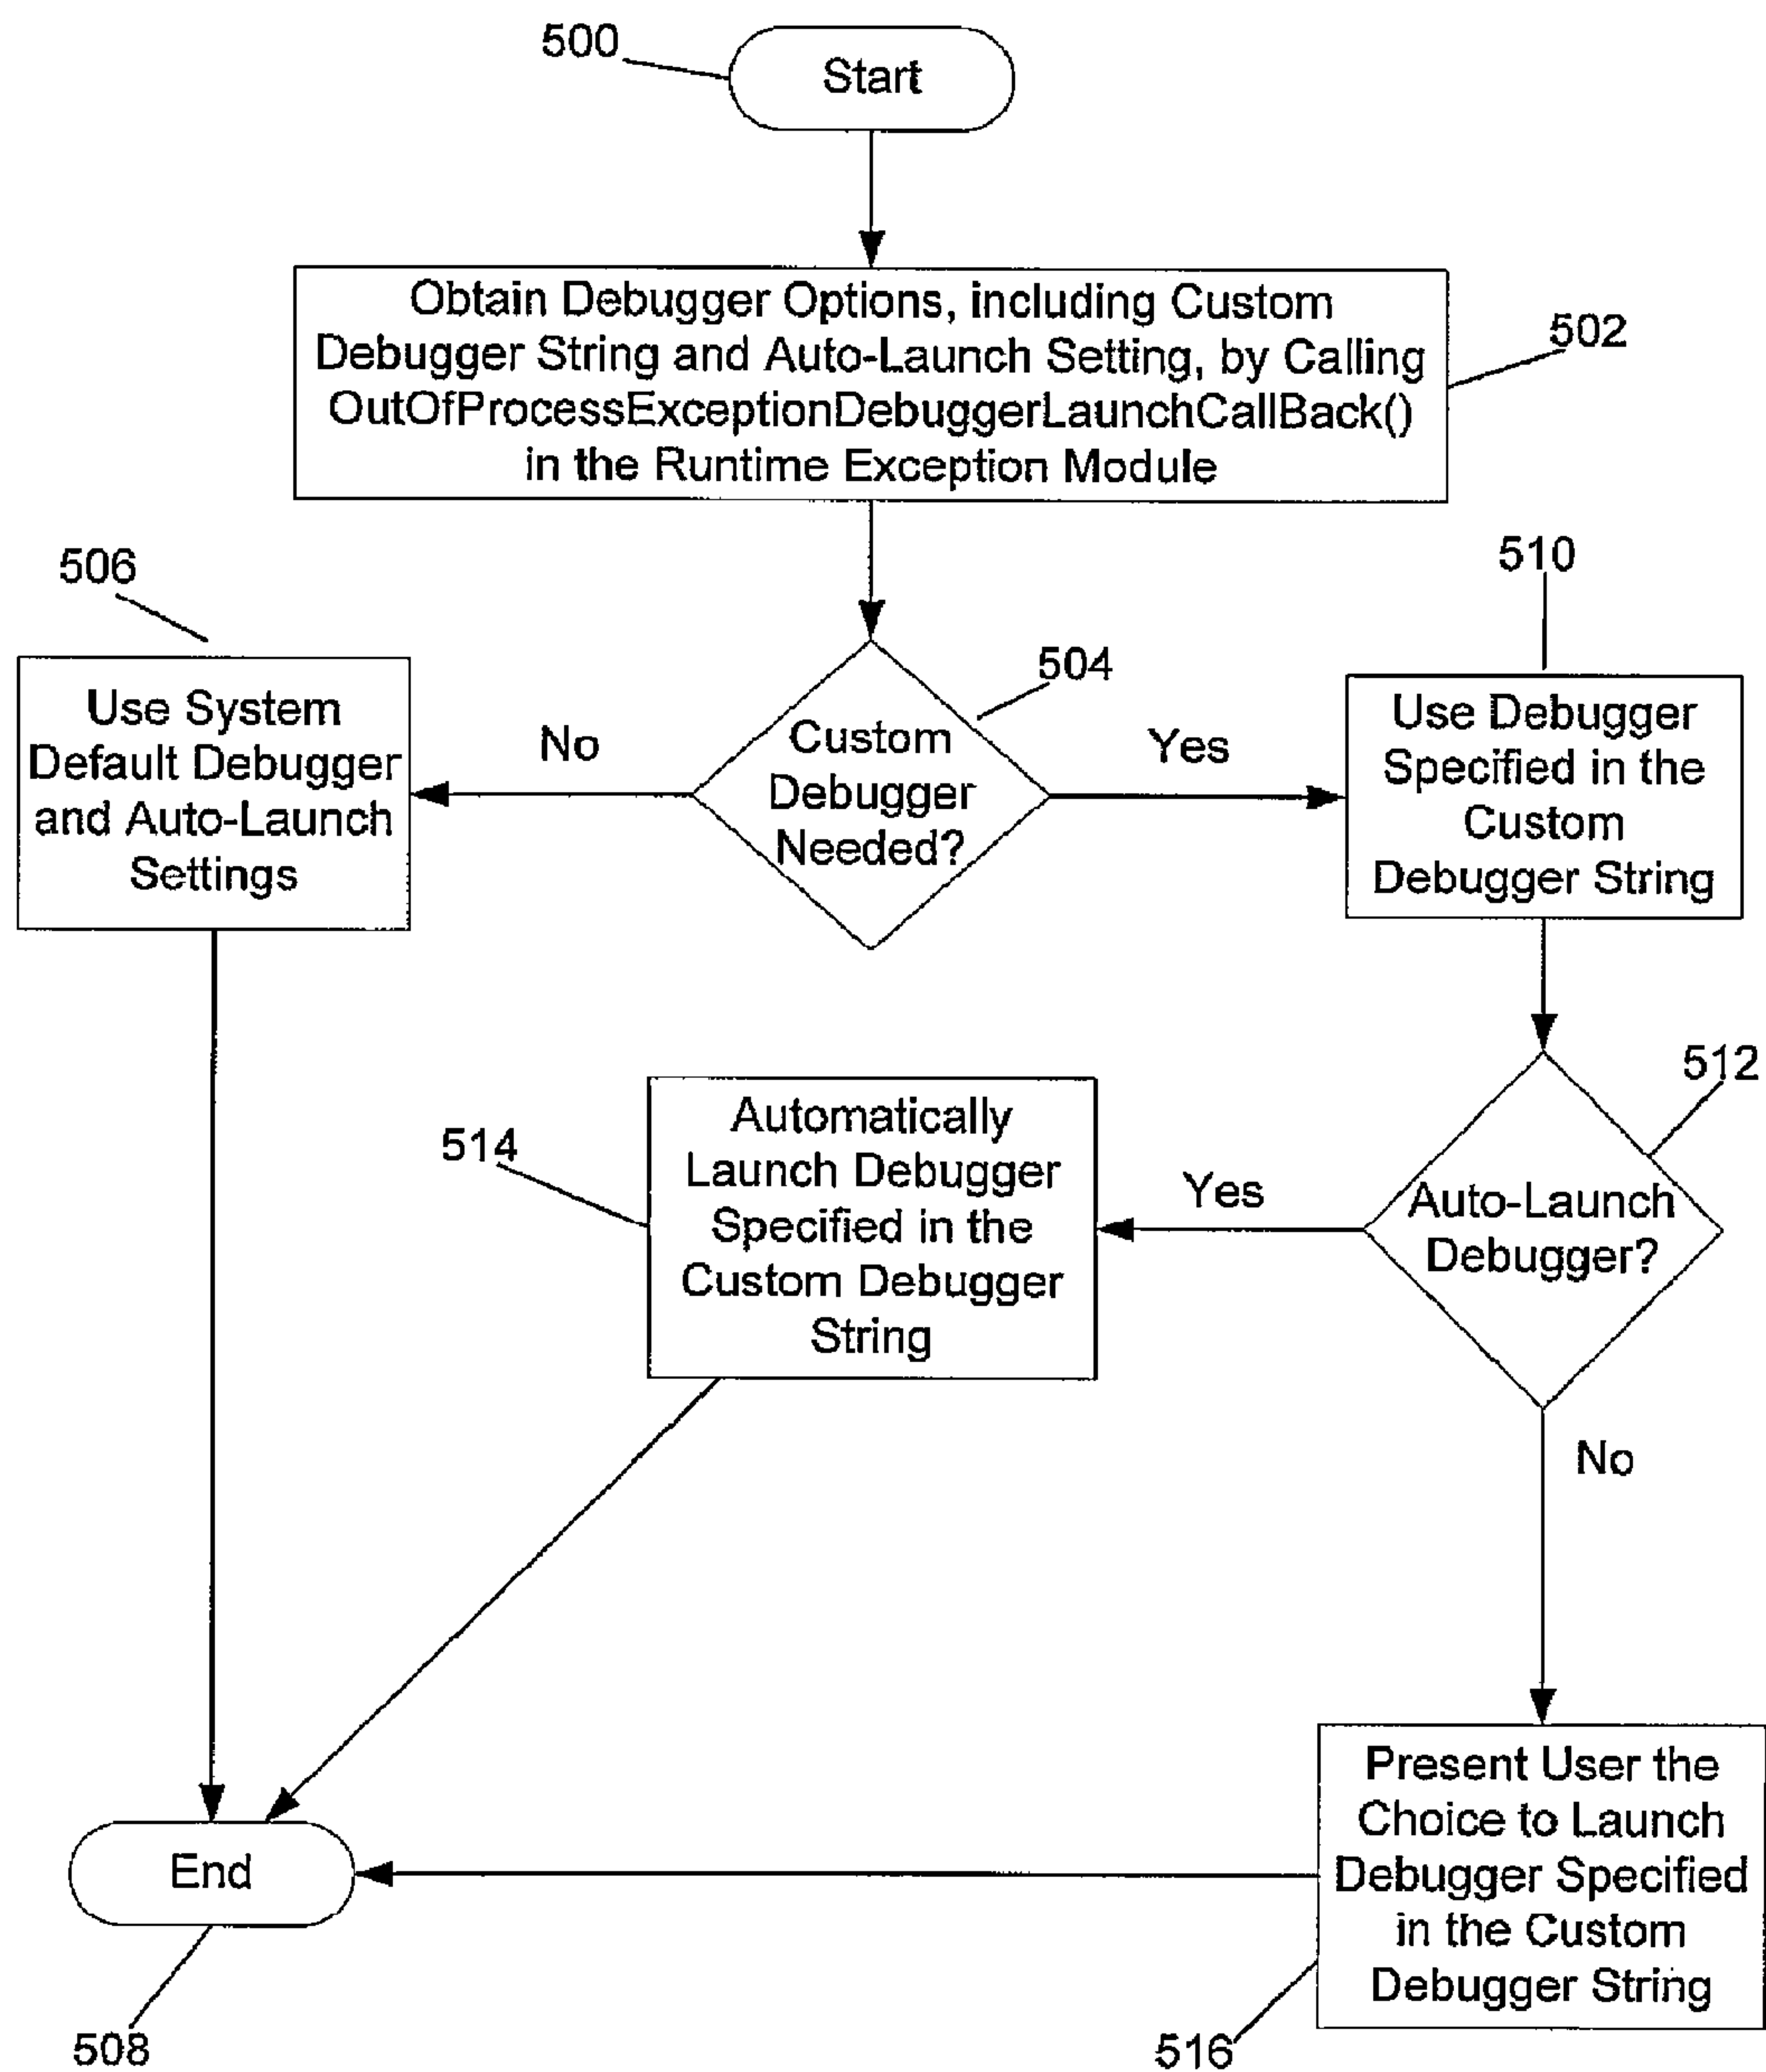 500
Start
Obtain Debugger Options, including Custom
Debugger String and Auto-Launch Setting, by Calling
OutOfProcessExceptionDebuggerLaunchCallBack()
in the Runtime Exception Module
502
506
Use System
Default Debugger
and Auto-Launch
Settings
No
504
Custom
Debugger
Needed?
Yes
510
Use Debugger
Specified in the
Custom
Debugger String
512
Auto-Launch
Debugger?
Yes
514
Automatically
Launch Debugger
Specified in the
Custom Debugger
String
No
Present User the
Choice to Launch
Debugger Specified
in the Custom
Debugger String
516
End
508